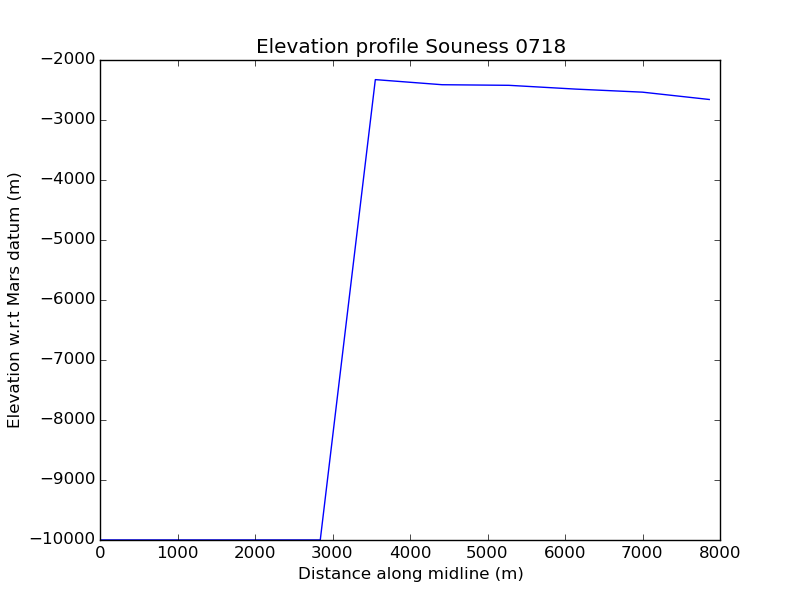 Elevation profile Souness 0718
−2000
−3000
−4000
−5000
−6000
−7000
−8000
−9000
−10000
Elevation w.r.t Mars datum (m)
0 1000 2000 3000 4000 5000 6000 7000 8000
Distance along midline (m)